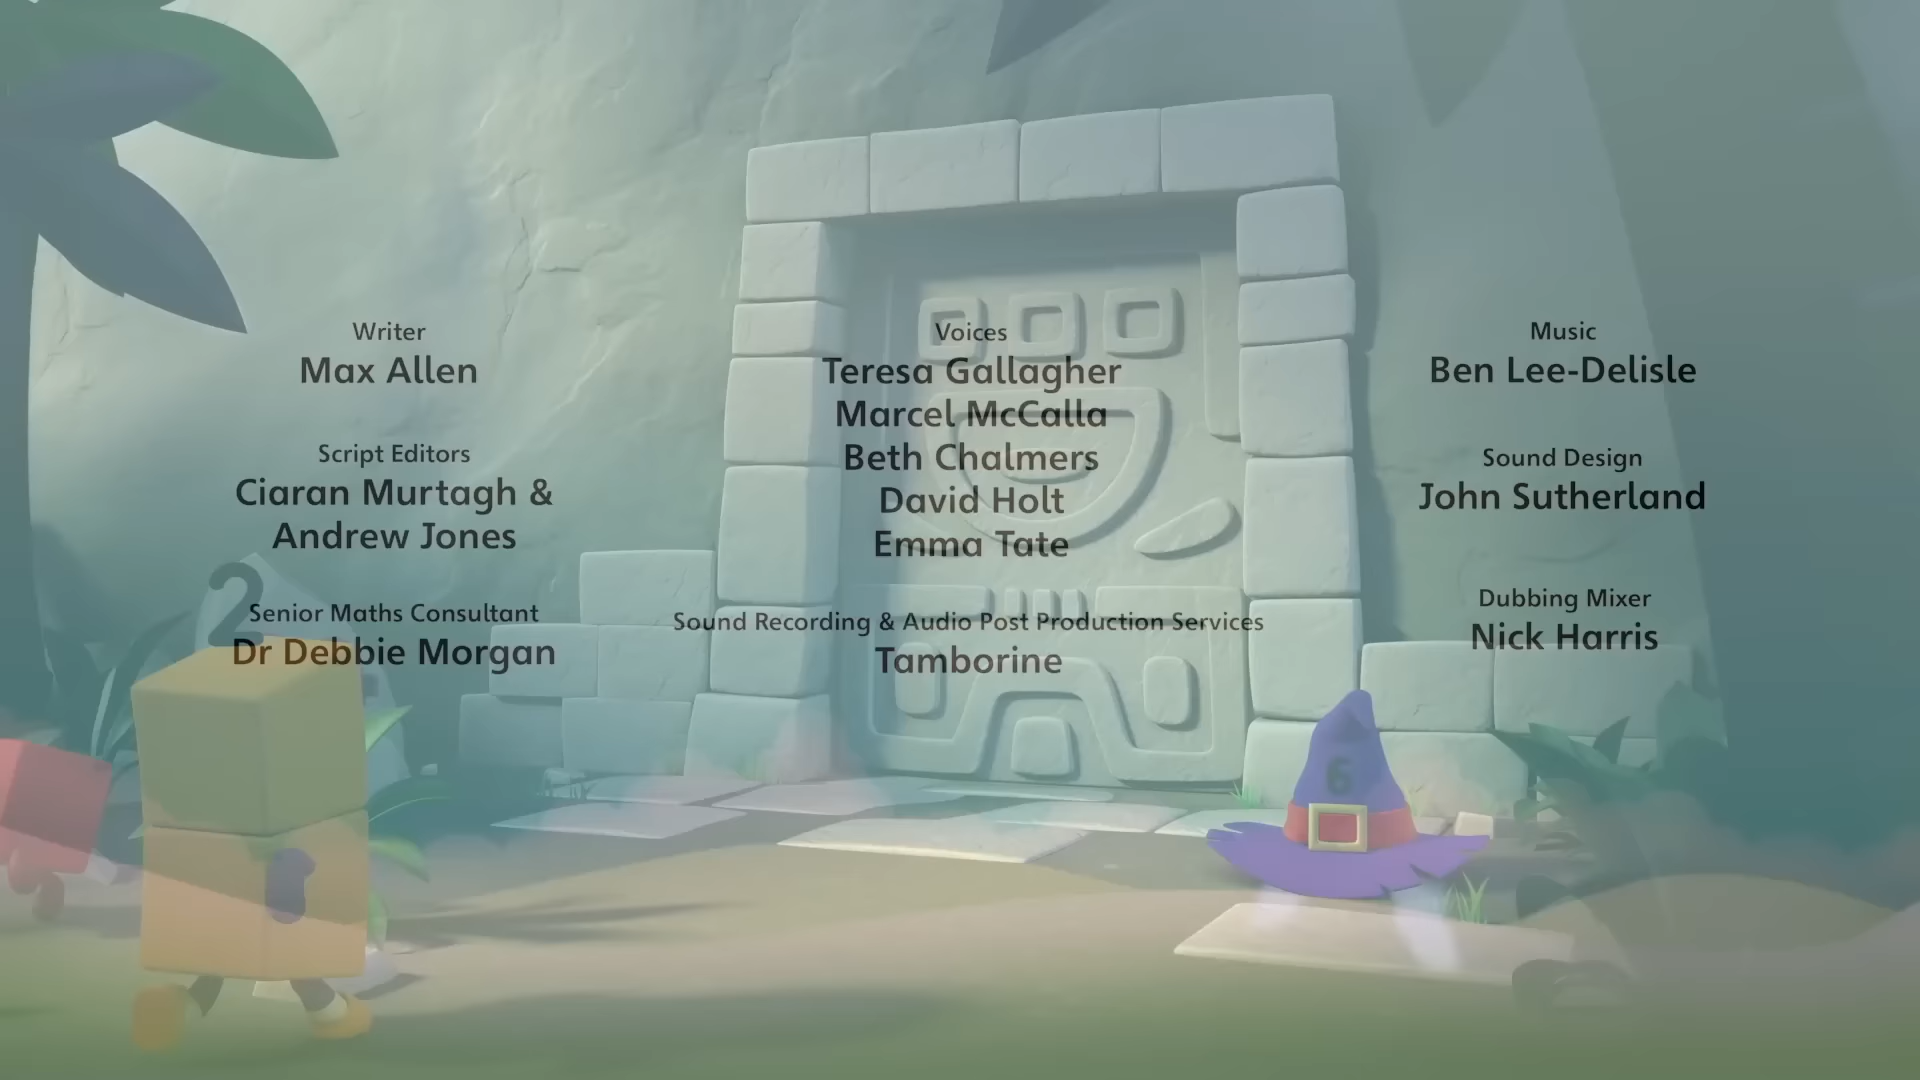 Writer
Max Allen
Script Editors
Ciaran Murtagh &
Andrew Jones
2
Senior Maths Consultant
Dr Debbie Morgan
Voices
Teresa Gallagher
Marcel McCalla
Beth Chalmers
David Holt
Emma Tate
Sound Recording & Audio Post Production Services
Tamborine
Music
Ben Lee-Delisle
Sound Design
John Sutherland
Dubbing Mixer
Nick Harris
6